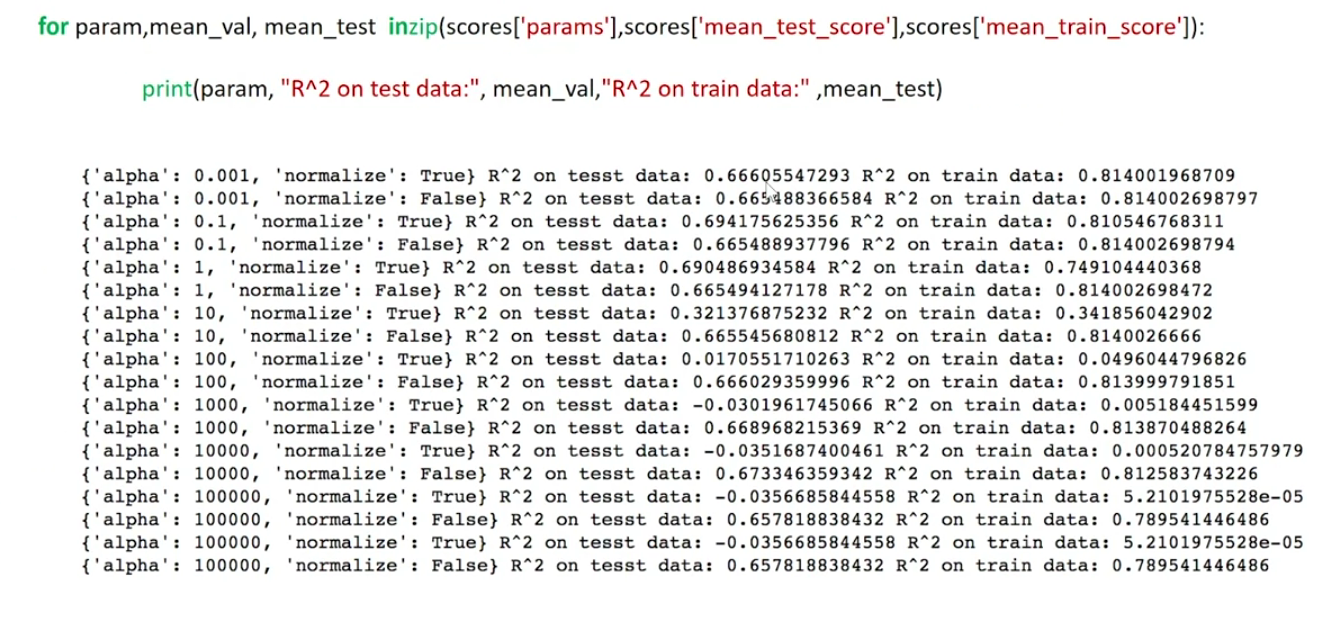 for param,mean_val, mean_test inzip(scores['params'],scores['mean_test_score'],scores['mean_train_score']):
print(param, "R^2 on test data:", mean_val,"R^2 on train data:" ,mean_test)
{'alpha': 0.001, 'normalize': True} R^2 on tesst data: 0.66605547293 R^2 on train data: 0.814001968709
{'alpha': 0.001, 'normalize': False} R^2 on tesst data: 0.665488366584 R^2 on train data: 0.814002698797
{'alpha': 0.1, 'normalize': True} R^2 on tesst data: 0.694175625356 R^2 on train data: 0.810546768311
{'alpha': 0.1, 'normalize': False} R^2 on tesst data: 0.665488937796 R^2 on train data: 0.814002698794
{'alpha': 1, 'normalize': True} R^2 on tesst data: 0.690486934584 R^2 on train data: 0.749104440368
{'alpha': 1, 'normalize': False} R^2 on tesst data: 0.665494127178 R^2 on train data: 0.814002698472
{'alpha': 10, 'normalize': True} R^2 on tesst data: 0.321376875232 R^2 on train data: 0.341856042902
{'alpha': 10, 'normalize': False} R^2 on tesst data: 0.665545680812 R^2 on train data: 0.8140026666
{'alpha': 100, 'normalize': True} R^2 on tesst data: 0.0170551710263 R^2 on train data: 0.0496044796826
{'alpha': 100, 'normalize': False} R^2 on tesst data: 0.666029359996 R^2 on train data: 0.813999791851
{'alpha': 1000, 'normalize': True} R^2 on tesst data: -0.0301961745066 R^2 on train data: 0.005184451599
{'alpha': 1000, 'normalize': False} R^2 on tesst data: 0.668968215369 R^2 on train data: 0.813870488264
{'alpha': 10000, 'normalize': True} R^2 on tesst data: -0.0351687400461 R^2 on train data: 0.000520784757979
{'alpha': 10000, 'normalize': False} R^2 on tesst data: 0.673346359342 R^2 on train data: 0.812583743226
{'alpha': 100000, 'normalize': True} R^2 on tesst data: -0.0356685844558 R^2 on train data: 5.2101975528e-05
{'alpha': 100000, 'normalize': False} R^2 on tesst data: 0.657818838432 R^2 on train data: 0.789541446486
{'alpha': 100000, 'normalize': True} R^2 on tesst data: -0.0356685844558 R^2 on train data: 5.2101975528e-05
{'alpha': 100000, 'normalize': False} R^2 on tesst data: 0.657818838432 R^2 on train data: 0.789541446486